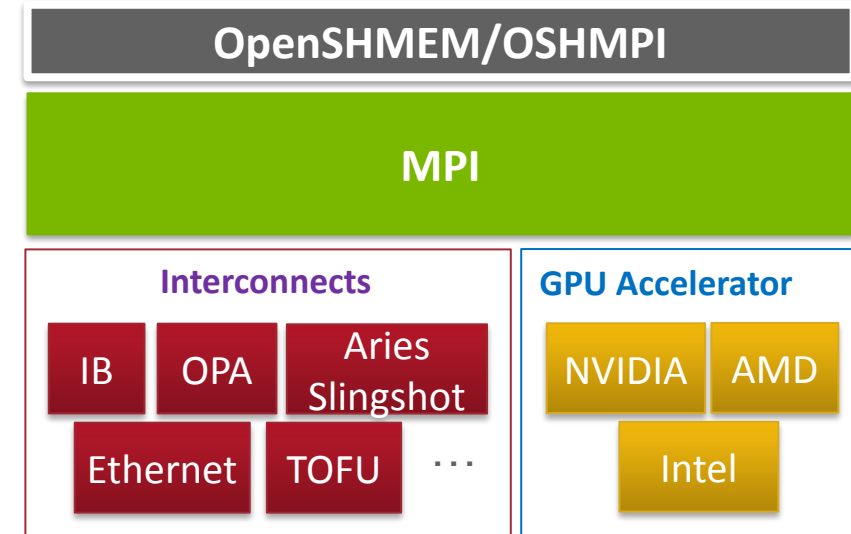 OpenSHMEM/OSHMPI
MPI
Interconnects
IB
OPA
Aries
Slingshot
Ethernet
TOFU
...
GPU Accelerator
NVIDIA
AMD
Intel